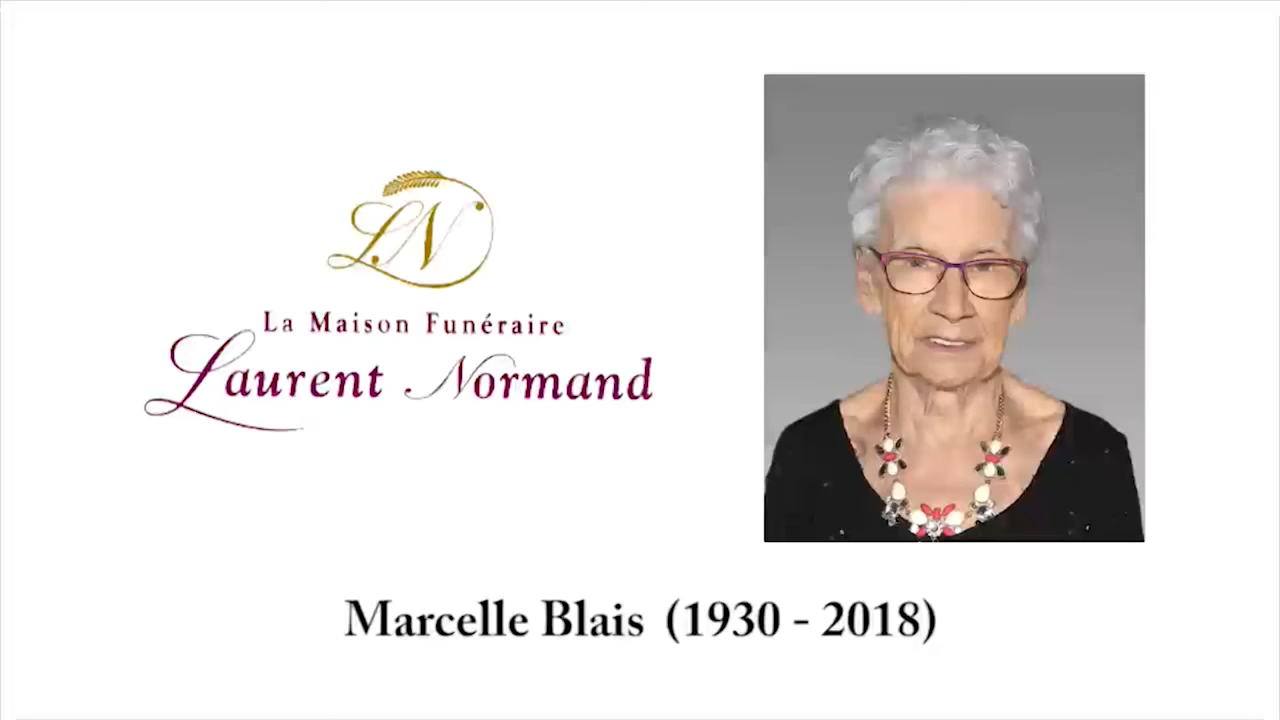 LN
La Maison Funéraire
Laurent Normand
Marcelle Blais (1930 - 2018)